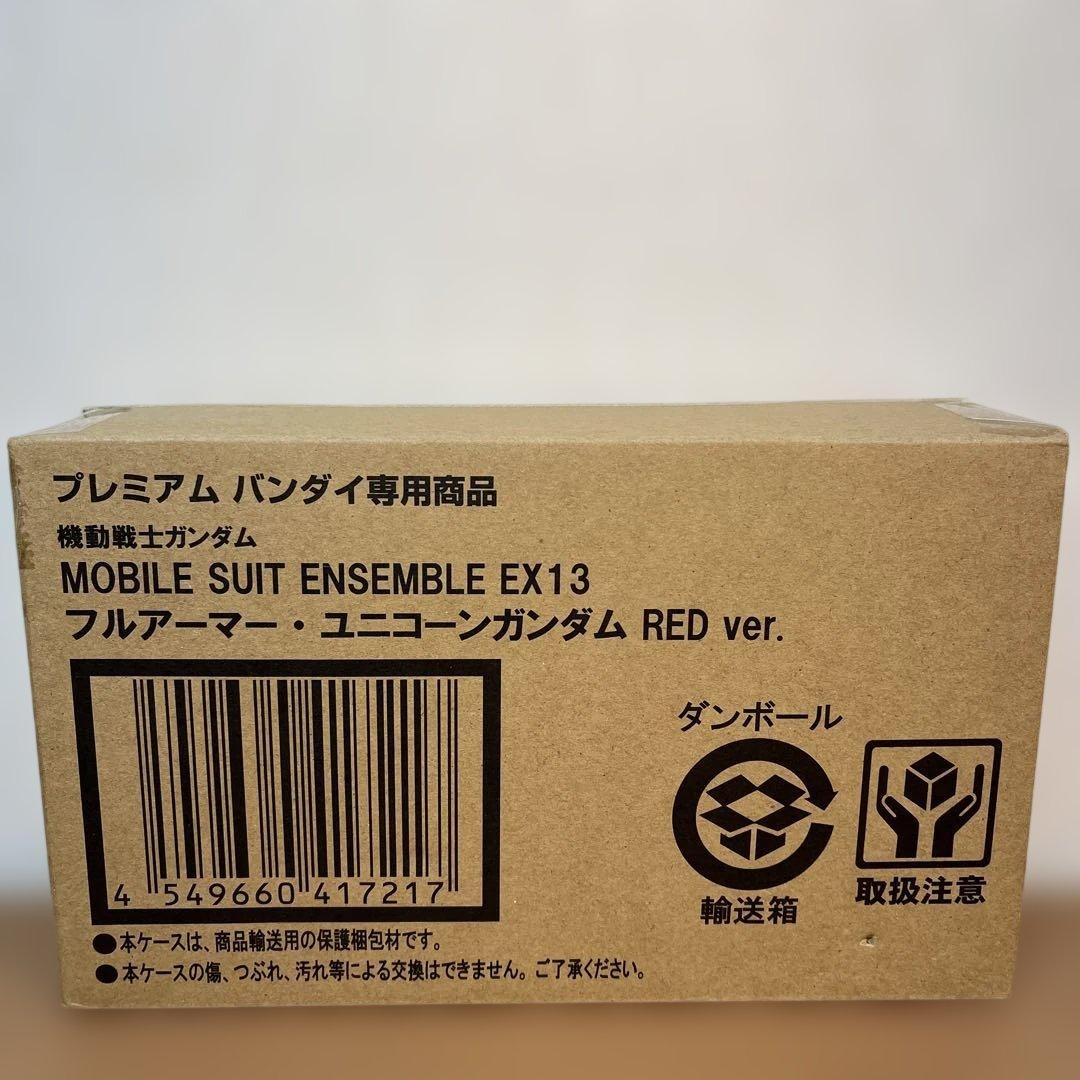 プレミアム バンダイ専用商品
機動戦士ガンダム
MOBILE SUIT ENSEMBLE EX13
フルアーマー・ユニコーンガンダム RED ver.
4 549660 417217
ダンボール
輸送箱
取扱注意
●本ケースは、商品輸送用の保護梱包材です。
●本ケースの傷、つぶれ、汚れ等による交換はできません。ご了承ください。